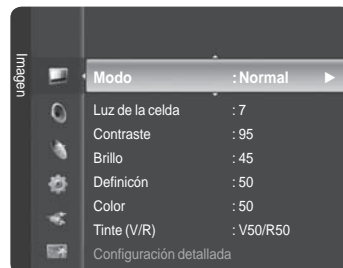 Imagen
Modo : Normal ►
Luz de la celda : 7
Contraste : 95
Brillo : 45
Definicón : 50
Color : 50
Tinte (V/R) : V50/R50
Configuración detallada